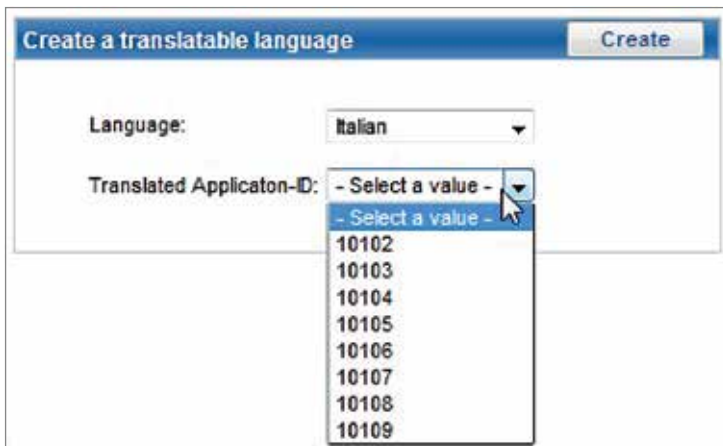 Create a translatable language Create
Language: Italian
Translated Applicaton-ID: - Select a value -
- Select a value -
10102
10103
10104
10105
10106
10107
10108
10109